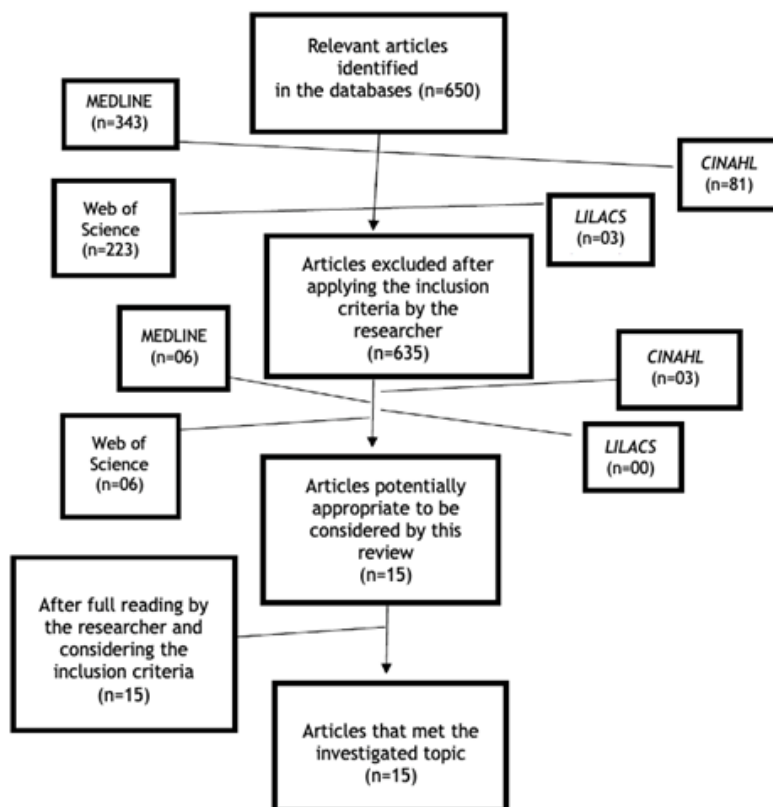 Relevant articles
identified
in the databases (n=650)
MEDLINE
(n=343)
CINAHL
(n=81)
Web of
Science
(n=223)
LILACS
(n=03)
Articles excluded after
applying the inclusion
criteria by the
researcher
(n=635)
MEDLINE
(n=06)
CINAHL
(n=03)
Web of
Science
(n=06)
LILACS
(n=00)
Articles potentially
appropriate to be
considered by this
review
(n=15)
After full reading by
the researcher and
considering the
inclusion criteria
(n=15)
Articles that met the
investigated topic
(n=15)